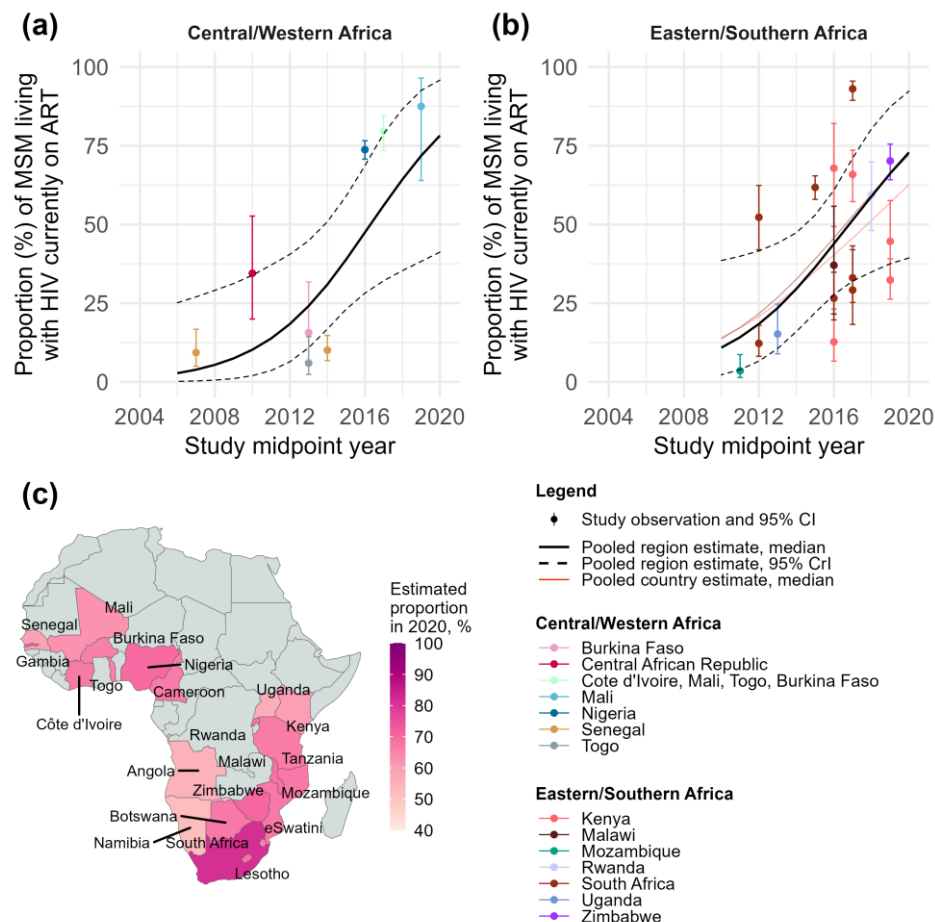 (a)
Central/Western Africa
Proportion (%) of MSM living
with HIV currently on ART
100
75
50
25
0
2004
2007
2010
2013
2016
2020
Study midpoint year
(b)
Eastern/Southern Africa
Proportion (%) of MSM living
with HIV currently on ART
100
75
50
25
0
2004
2008
2012
2016
2020
Study midpoint year
(c)
Mali
Senegal
Burkina Faso
Gambia
Nigeria
Togo
Cameroon
Uganda
Côte d'Ivoire
Kenya
Rwanda
Tanzania
Malawi
Angola
Zimbabwe
Mozambique
Botswana
eSwatini
Namibia
South Africa
Lesotho
Estimated
proportion
in 2020, %
100
90
80
70
60
50
40
Legend
Study observation and 95% CI
Pooled region estimate, median
Pooled region estimate, 95% CrI
Pooled country estimate, median
Central/Western Africa
Burkina Faso
Central African Republic
Cote d'Ivoire, Mali, Togo, Burkina Faso
Mali
Nigeria
Senegal
Togo
Eastern/Southern Africa
Kenya
Malawi
Mozambique
Rwanda
South Africa
Uganda
Zimbabwe